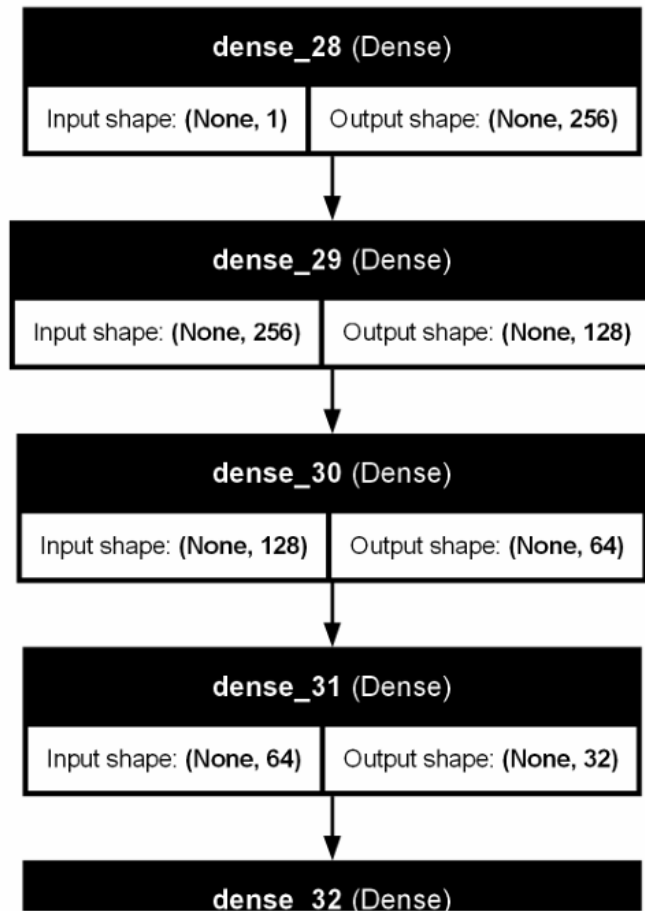 dense_28 (Dense)
Input shape: (None, 1) Output shape: (None, 256)
dense_29 (Dense)
Input shape: (None, 256) Output shape: (None, 128)
dense_30 (Dense)
Input shape: (None, 128) Output shape: (None, 64)
dense_31 (Dense)
Input shape: (None, 64) Output shape: (None, 32)
dense_32 (Dense)